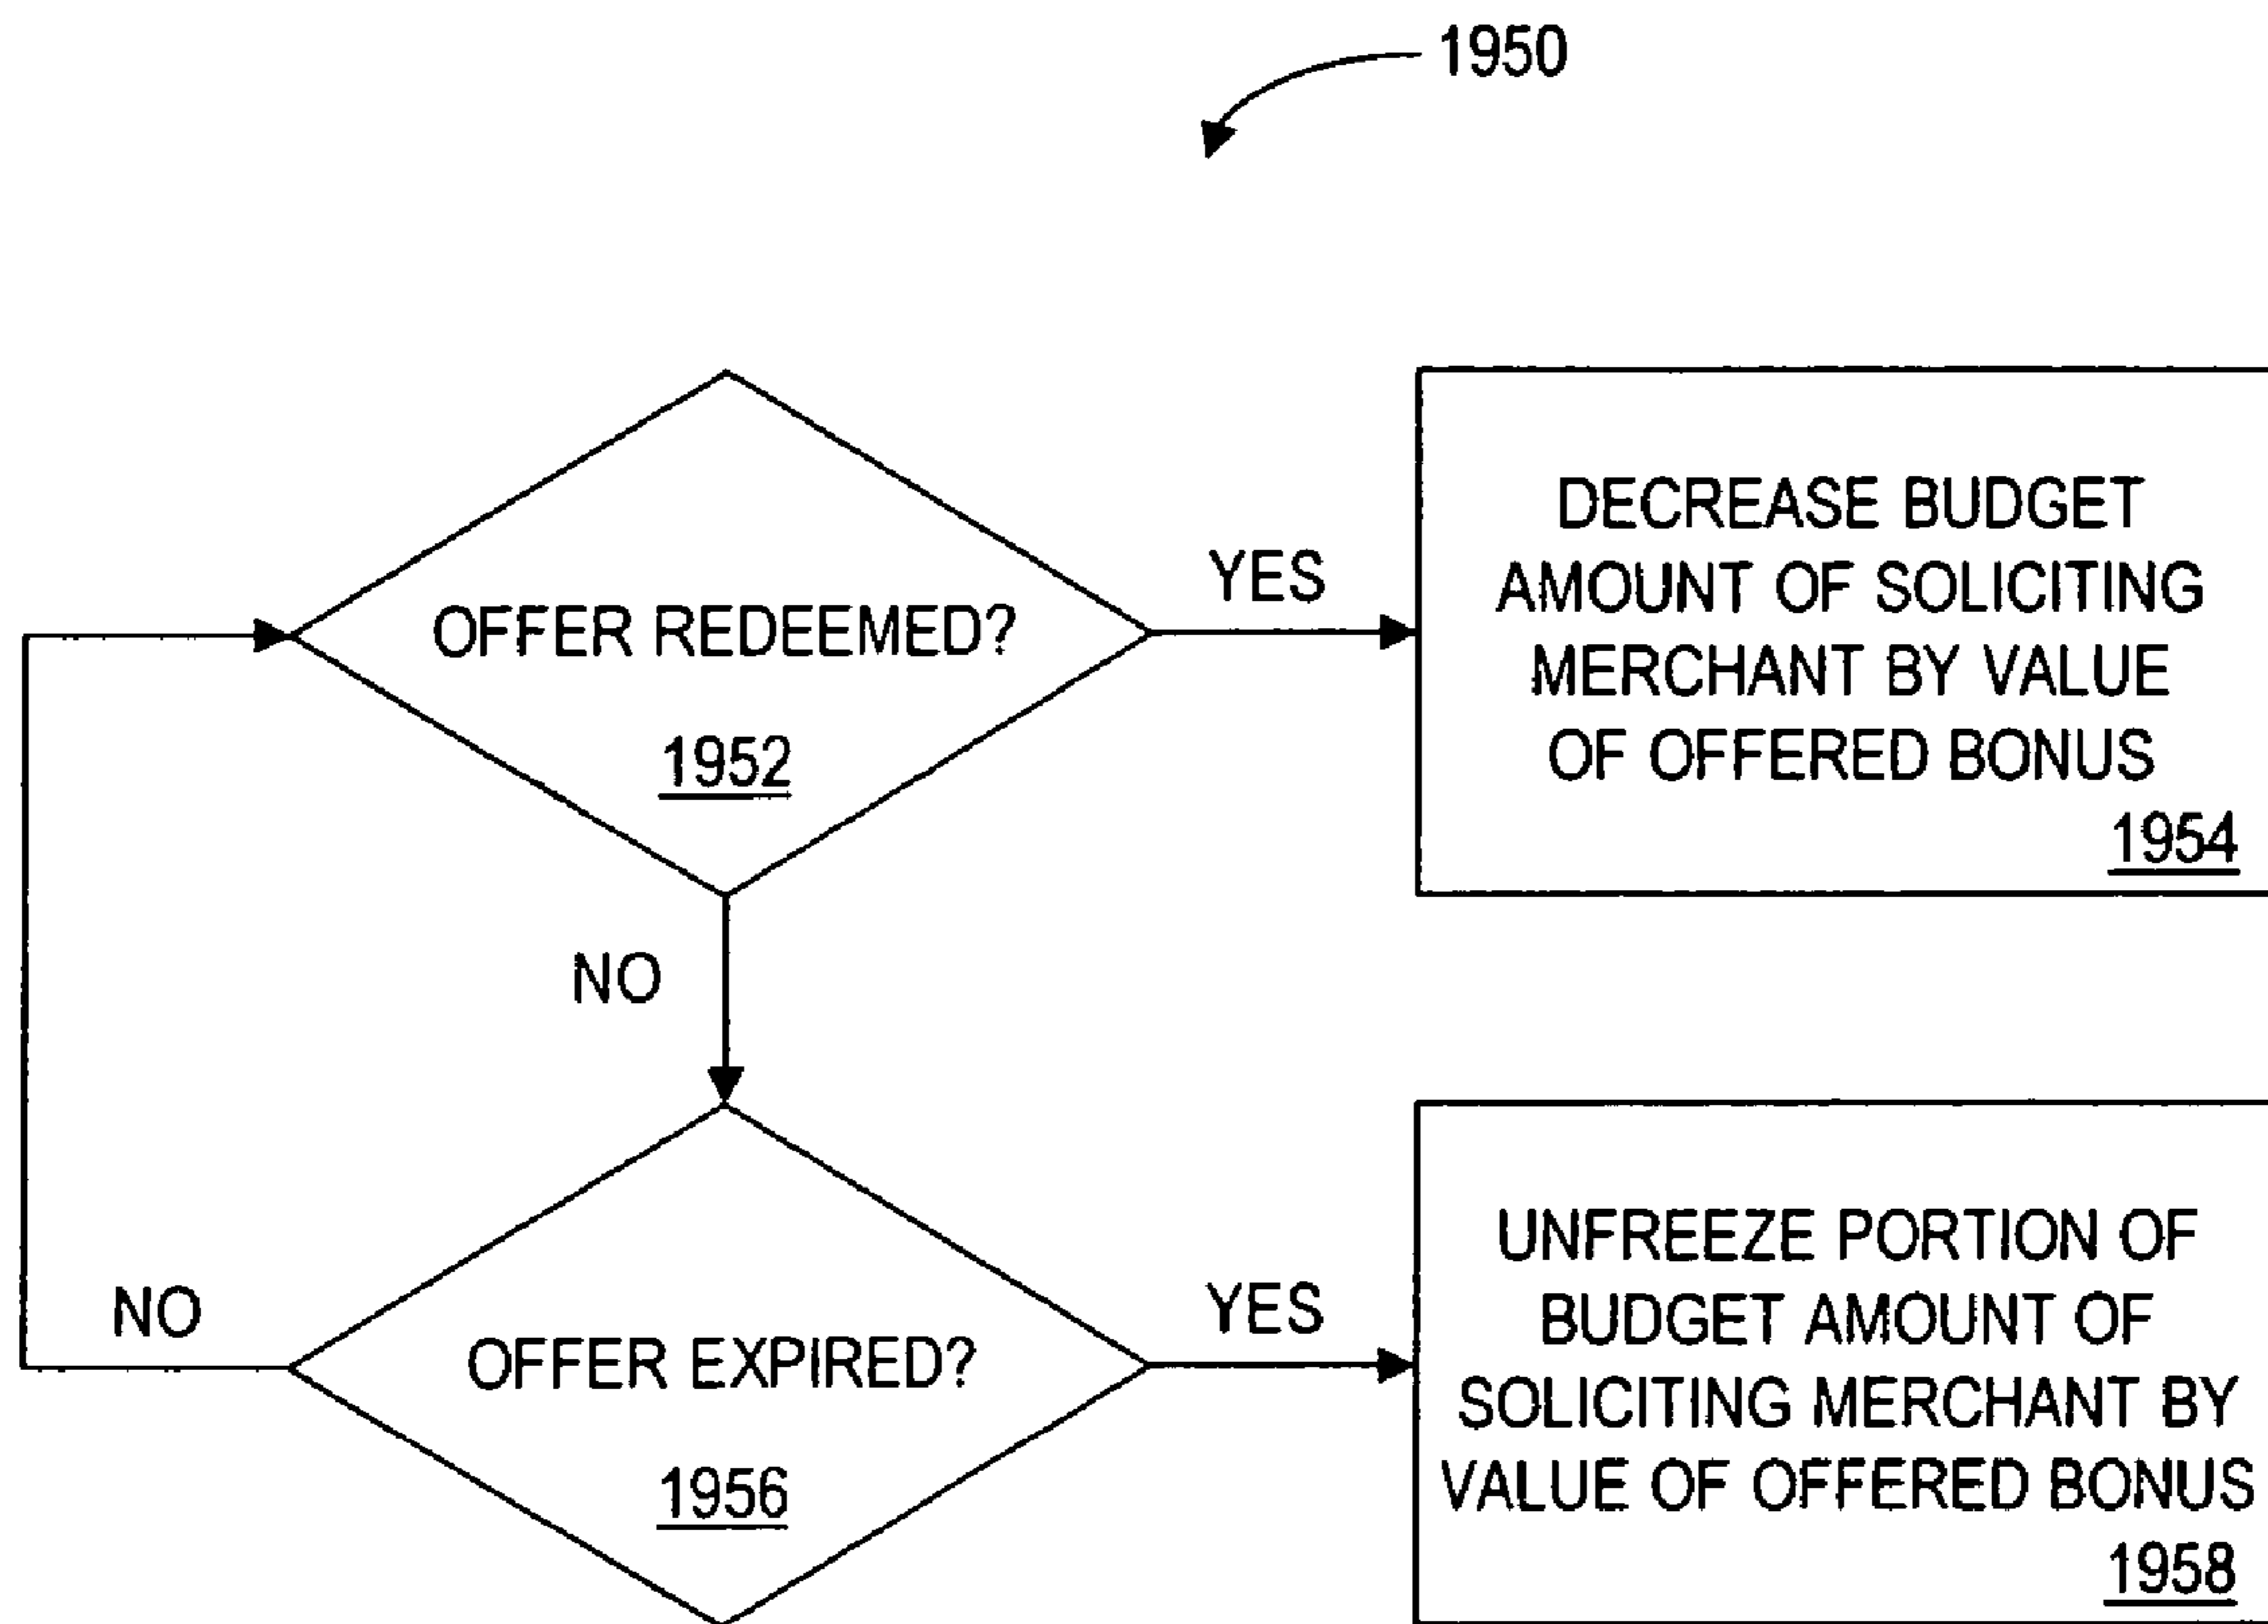 1950
OFFER REDEEMED?
1952
YES
DECREASE BUDGET
AMOUNT OF SOLICITING
MERCHANT BY VALUE
OF OFFERED BONUS
1954
NO
OFFER EXPIRED?
1956
NO
YES
UNFREEZE PORTION OF
BUDGET AMOUNT OF
SOLICITING MERCHANT BY
VALUE OF OFFERED BONUS
1958